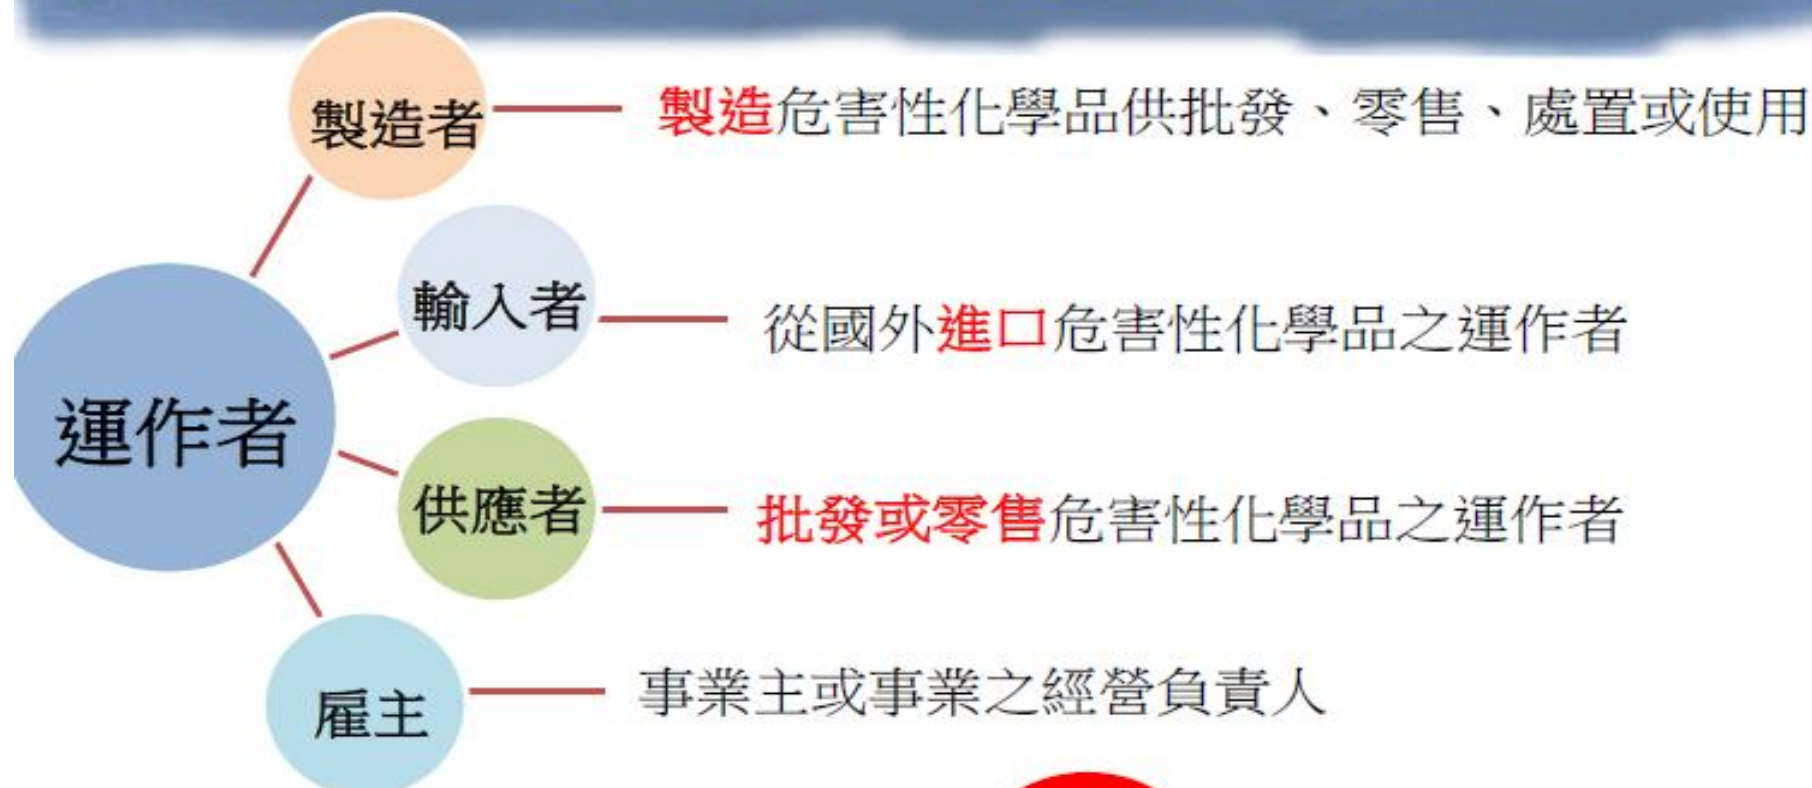 製造者
製造危害性化學品供批發、零售、處置或使用
輸入者
從國外進口危害性化學品之運作者
運作者
供應者
批發或零售危害性化學品之運作者
雇主
事業主或事業之經營負責人